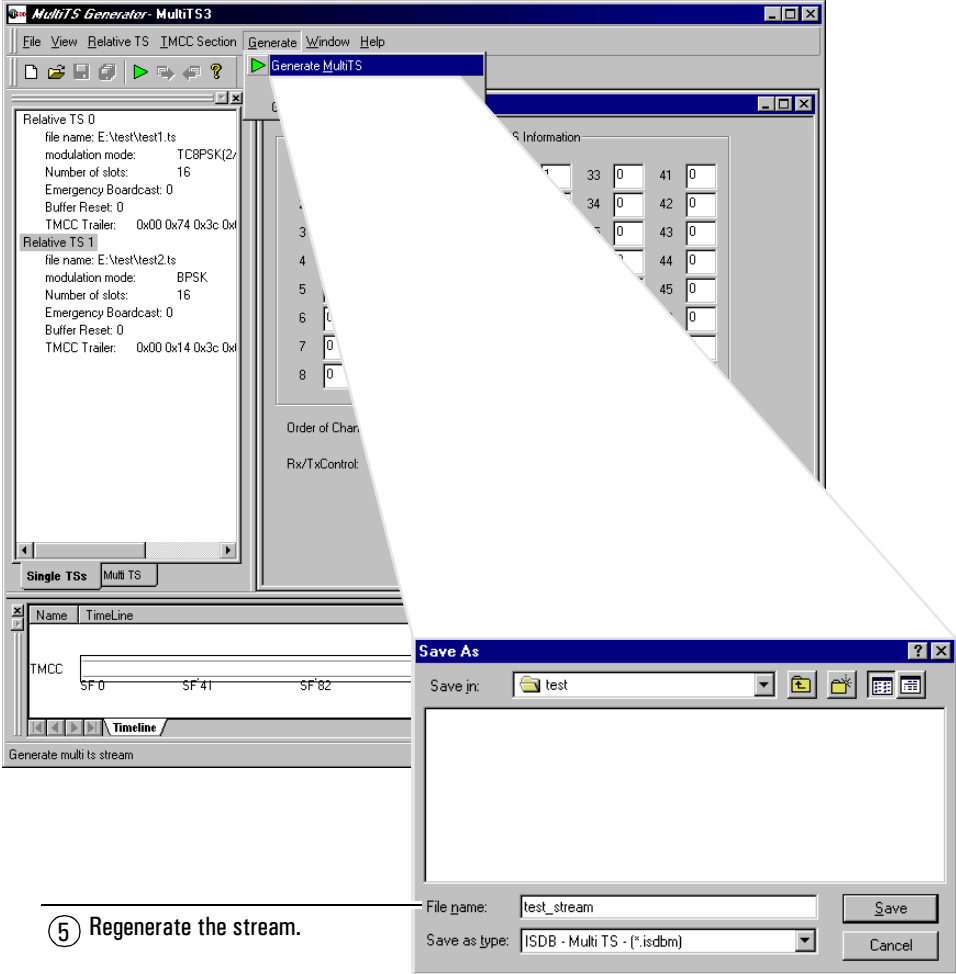 MultiTS Generator - MultiTS3
File View Relative TS TMCC Section Generate Window Help
Generate MultiTS
Relative TS 0
file name: E:\test\test1.ts
modulation mode: TC8PSK(2/
Number of slots: 16
Emergency Boardcast: 0
Buffer Reset: 0
TMCC Trailer: 0x00 0x74 0x3c 0x
Relative TS 1
file name: E:\test\test2.ts
modulation mode: BPSK
Number of slots: 16
Emergency Boardcast: 0
Buffer Reset: 0
TMCC Trailer: 0x00 0x14 0x3c 0x
Single TSs Multi TS
S Information
33 0 41 0
34 0 42 0
3 0 43 0
4 44 0
5 45 0
6 0
7 0
8 0
Order of Chan
Rx/TxControl:
Name TimeLine
TMCC
SF 0 SF 41 SF 82
Timeline
Generate multi ts stream
Save As
Save in: test
File name: test_stream Save
Save as type: ISDB - Multi TS - (*.isdbm) Cancel
5 Regenerate the stream.